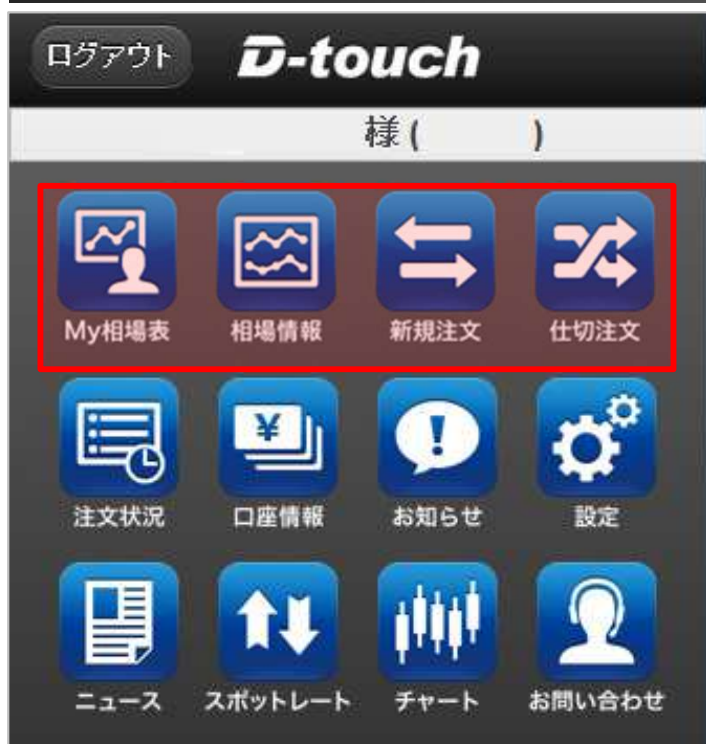 ログアウト D-touch
様 ( )
My相場表 相場情報 新規注文 仕切注文
注文状況 口座情報 お知らせ 設定
ニュース スポットレート チャート お問い合わせ